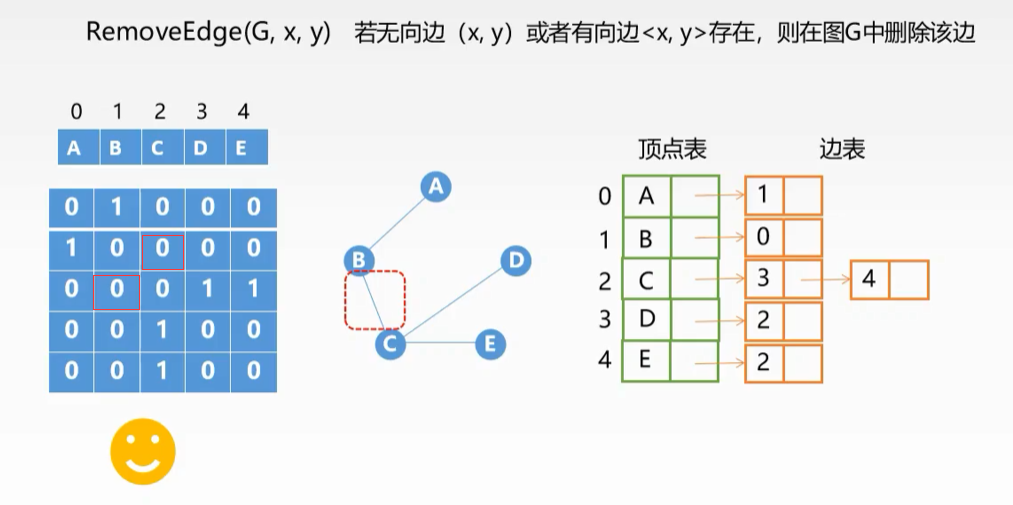 RemoveEdge(G, x, y) 若无向边（x, y）或者有向边<x, y>存在，则在图G中删除该边
0 1 2 3 4
A B C D E
0 1 0 0 0
1 0 0 0 0
0 0 0 1 1
0 0 1 0 0
0 0 1 0 0
A
B
D
C
E
顶点表 边表
0 A 1
1 B 0
2 C 3 4
3 D 2
4 E 2